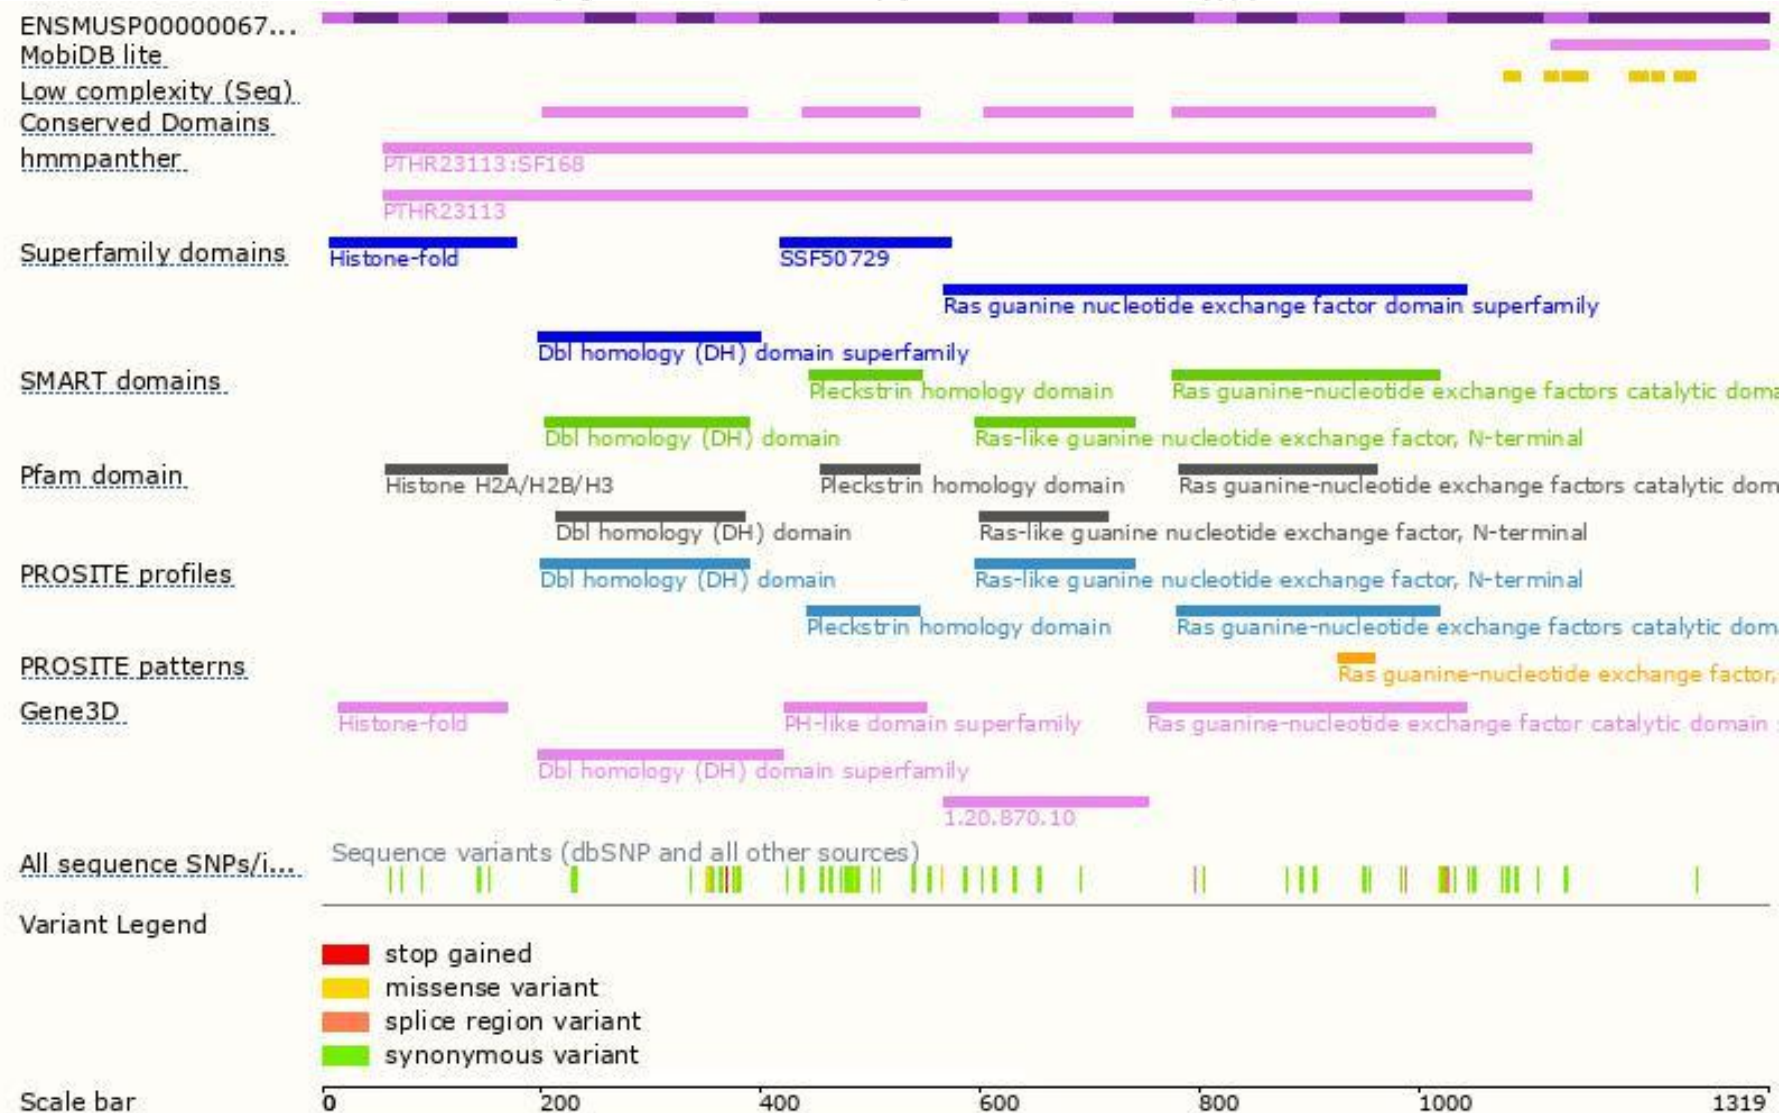 ENSMUSP00000067...
MobiDB lite
Low complexity (Seg)
Conserved Domains
hmmpanther
PTHR23113:SF168
PTHR23113
Superfamily domains
Histone-fold
SSF50729
Ras guanine nucleotide exchange factor domain superfamily
Dbl homology (DH) domain superfamily
SMART domains
Pleckstrin homology domain
Ras guanine-nucleotide exchange factors catalytic doma
Dbl homology (DH) domain
Ras-like guanine nucleotide exchange factor, N-terminal
Pfam domain
Histone H2A/H2B/H3
Pleckstrin homology domain
Ras guanine-nucleotide exchange factors catalytic dom
Dbl homology (DH) domain
Ras-like guanine nucleotide exchange factor, N-terminal
PROSITE profiles
Dbl homology (DH) domain
Ras-like guanine nucleotide exchange factor, N-terminal
Pleckstrin homology domain
Ras guanine-nucleotide exchange factors catalytic dom
PROSITE patterns
Ras guanine-nucleotide exchange factor,
Gene3D
Histone-fold
PH-like domain superfamily
Ras guanine-nucleotide exchange factor catalytic domain
Dbl homology (DH) domain superfamily
1.20.870.10
All sequence SNPs/i...
Sequence variants (dbSNP and all other sources)
Variant Legend
stop gained
missense variant
splice region variant
synonymous variant
Scale bar
0 200 400 600 800 1000 1319